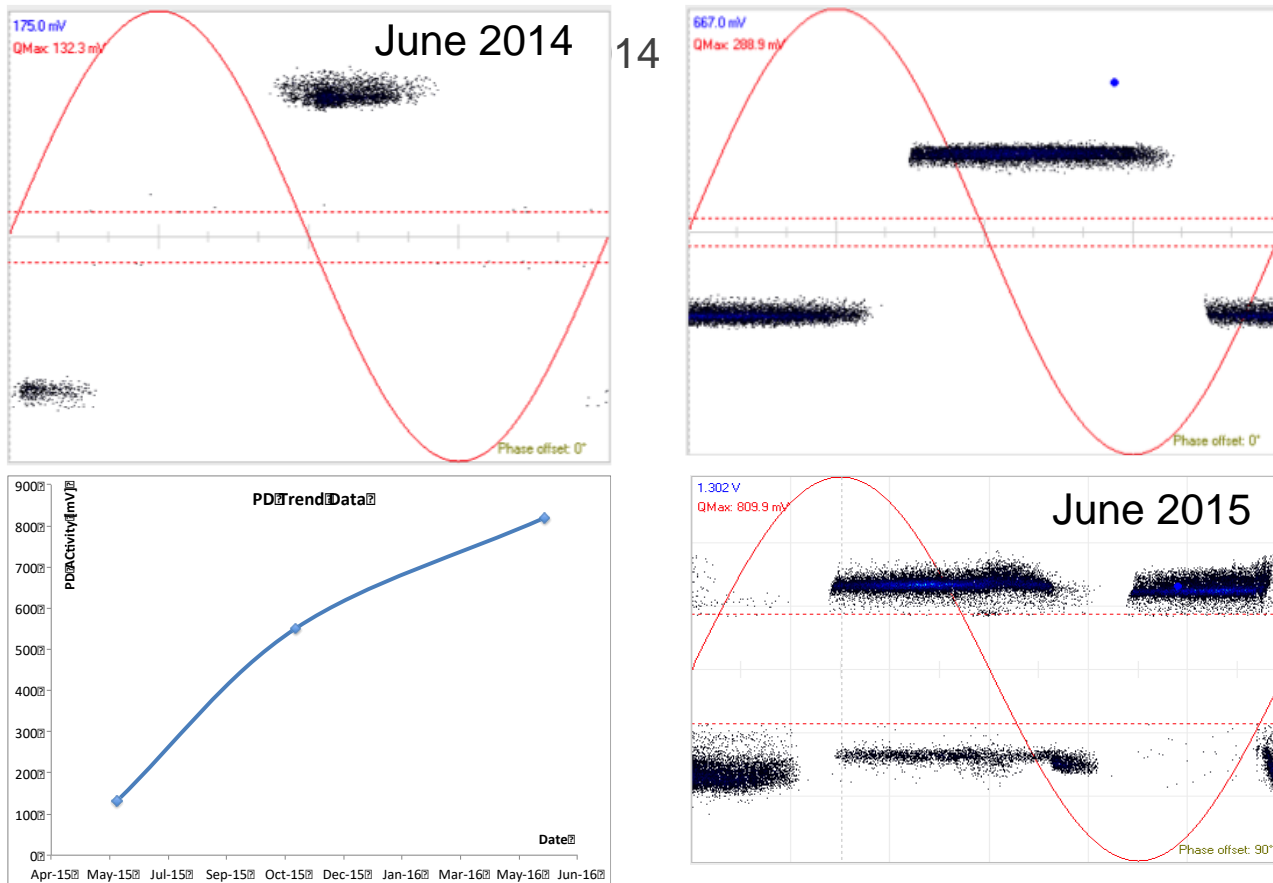 175.0 mV
QMax: 132.3 mV
June 2014
14
Phase offset: 0°
667.0 mV
QMax: 288.9 mV
Phase offset: 0°
PD Trend Data
PD ACtivity [mV]
900
800
700
600
500
400
300
200
100
0
Date
Apr-15 May-15 Jul-15 Sep-15 Oct-15 Dec-15 Jan-16 Mar-16 May-16 Jun-16
1.302 V
QMax: 809.9 mV
June 2015
Phase offset: 90°